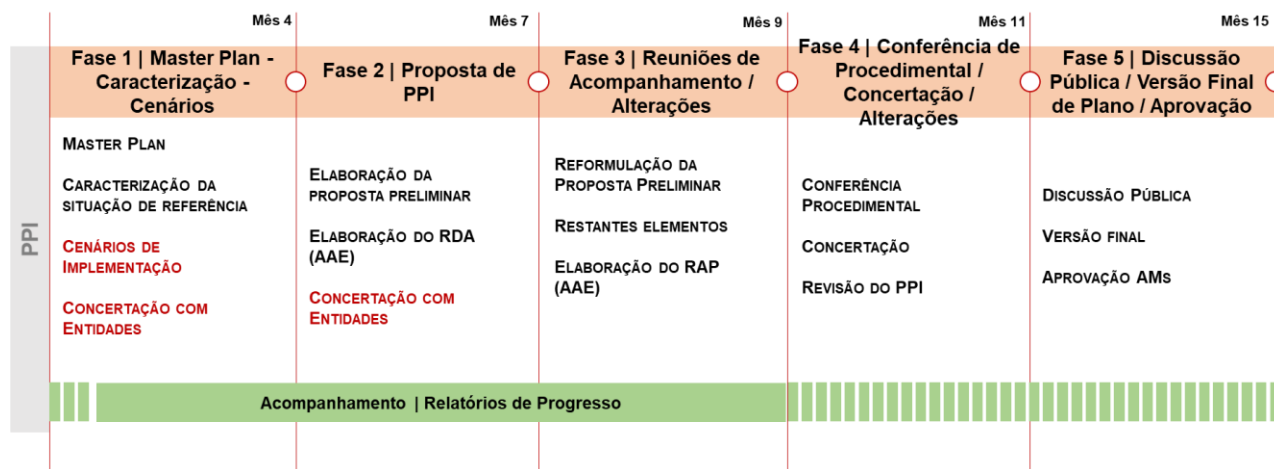 Mês 4
Mês 7
Mês 9
Mês 11
Mês 15
PPI
Fase 1 | Master Plan -
Caracterização -
Cenários
Fase 2 | Proposta de
PPI
Fase 3 | Reuniões de
Acompanhamento /
Alterações
Fase 4 | Conferência de
Procedimental /
Concertação /
Alterações
Fase 5 | Discussão
Pública / Versão Final
de Plano / Aprovação
MASTER PLAN
CARACTERIZAÇÃO DA
SITUAÇÃO DE REFERÊNCIA
CENÁRIOS DE
IMPLEMENTAÇÃO
CONCERTAÇÃO COM
ENTIDADES
ELABORAÇÃO DA
PROPOSTA PRELIMINAR
ELABORAÇÃO DO RDA
(AAE)
CONCERTAÇÃO COM
ENTIDADES
REFORMULAÇÃO DA
PROPOSTA PRELIMINAR
RESTANTES ELEMENTOS
ELABORAÇÃO DO RAP
(AAE)
CONFERÊNCIA
PROCEDIMENTAL
CONCERTAÇÃO
REVISÃO DO PPI
DISCUSSÃO PÚBLICA
VERSÃO FINAL
APROVAÇÃO AMS
Acompanhamento | Relatórios de Progresso